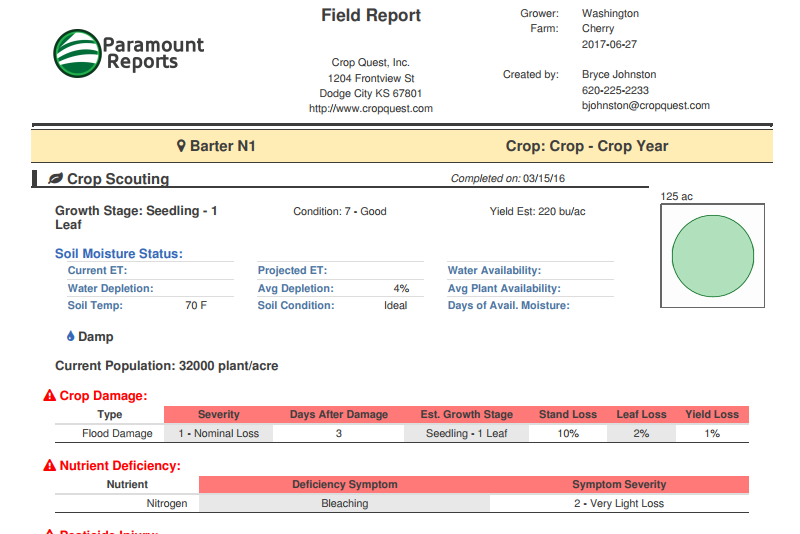 Paramount
Reports
Field Report
Crop Quest, Inc.
1204 Frontview St
Dodge City KS 67801
http://www.cropquest.com
Grower: Washington
Farm: Cherry
2017-06-27
Created by: Bryce Johnston
620-225-2233
bjohnston@cropquest.com
Barter N1 Crop: Crop - Crop Year
Crop Scouting Completed on: 03/15/16
125 ac
Growth Stage: Seedling - 1
Leaf
Condition: 7 - Good Yield Est: 220 bu/ac
Soil Moisture Status:
Current ET: Projected ET: Water Availability:
Water Depletion: Avg Depletion: 4% Avg Plant Availability:
Soil Temp: 70 F Soil Condition: Ideal Days of Avail. Moisture:
Damp
Current Population: 32000 plant/acre
Crop Damage:
Type Severity Days After Damage Est. Growth Stage Stand Loss Leaf Loss Yield Loss
Flood Damage 1 - Nominal Loss 3 Seedling - 1 Leaf 10% 2% 1%
Nutrient Deficiency:
Nutrient Deficiency Symptom Symptom Severity
Nitrogen Bleaching 2 - Very Light Loss